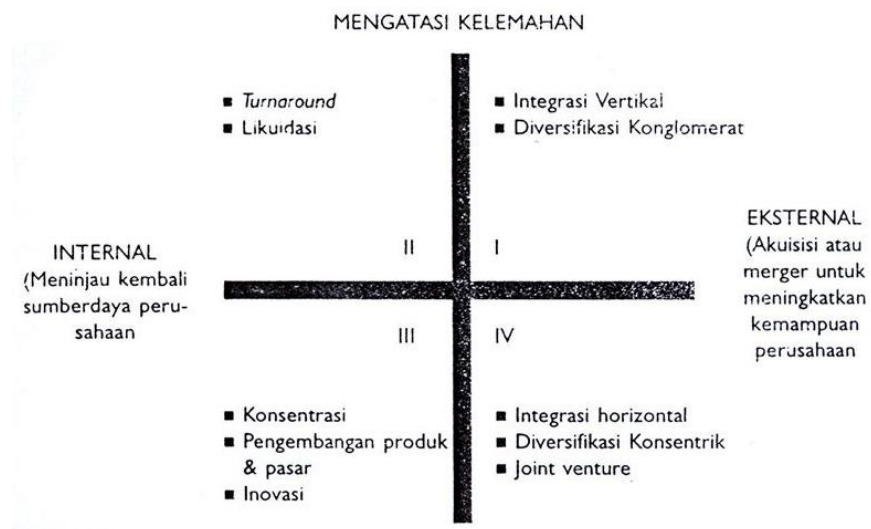 MENGATASI KELEMAHAN
■ Turnaround
■ Likuidasi
■ Integrasi Vertikal
■ Diversifikasi Konglomerat
INTERNAL
(Meninjau kembali
sumberdaya peru-
sahaan
II
I
EKSTERNAL
(Akuisisi atau
merger untuk
meningkatkan
kemampuan
perusahaan
III
IV
■ Konsentrasi
■ Pengembangan produk
& pasar
■ Inovasi
■ Integrasi horizontal
■ Diversifikasi Konsentrik
■ Joint venture